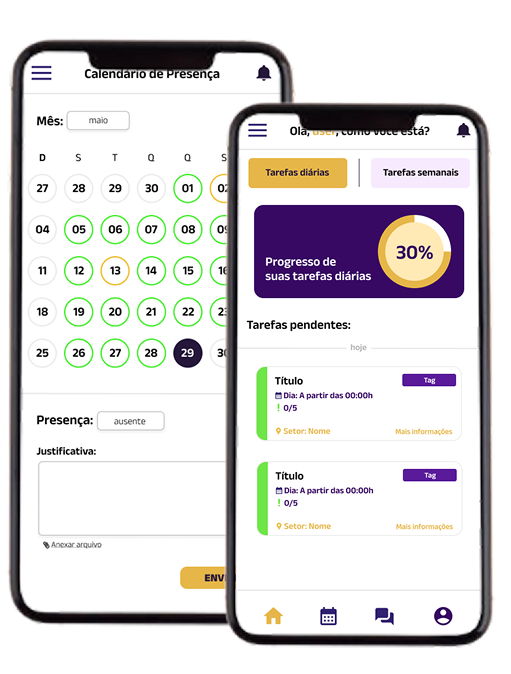 Calendário de Presença
Mês: maio
D S T Q Q S
27 28 29 30 01 02
04 05 06 07 08 09
11 12 13 14 15 16
18 19 20 21 22 23
25 26 27 28 29 30
Presença: ausente
Justificativa:
Anexar arquivo
ENV
Olá, user, como você está?
Tarefas diárias
Tarefas semanais
Progresso de
suas tarefas diárias
30%
Tarefas pendentes:
hoje
Título
Tag
Dia: A partir das 00:00h
! 0/5
Setor: Nome
Mais informações
Título
Tag
Dia: A partir das 00:00h
! 0/5
Setor: Nome
Mais informações